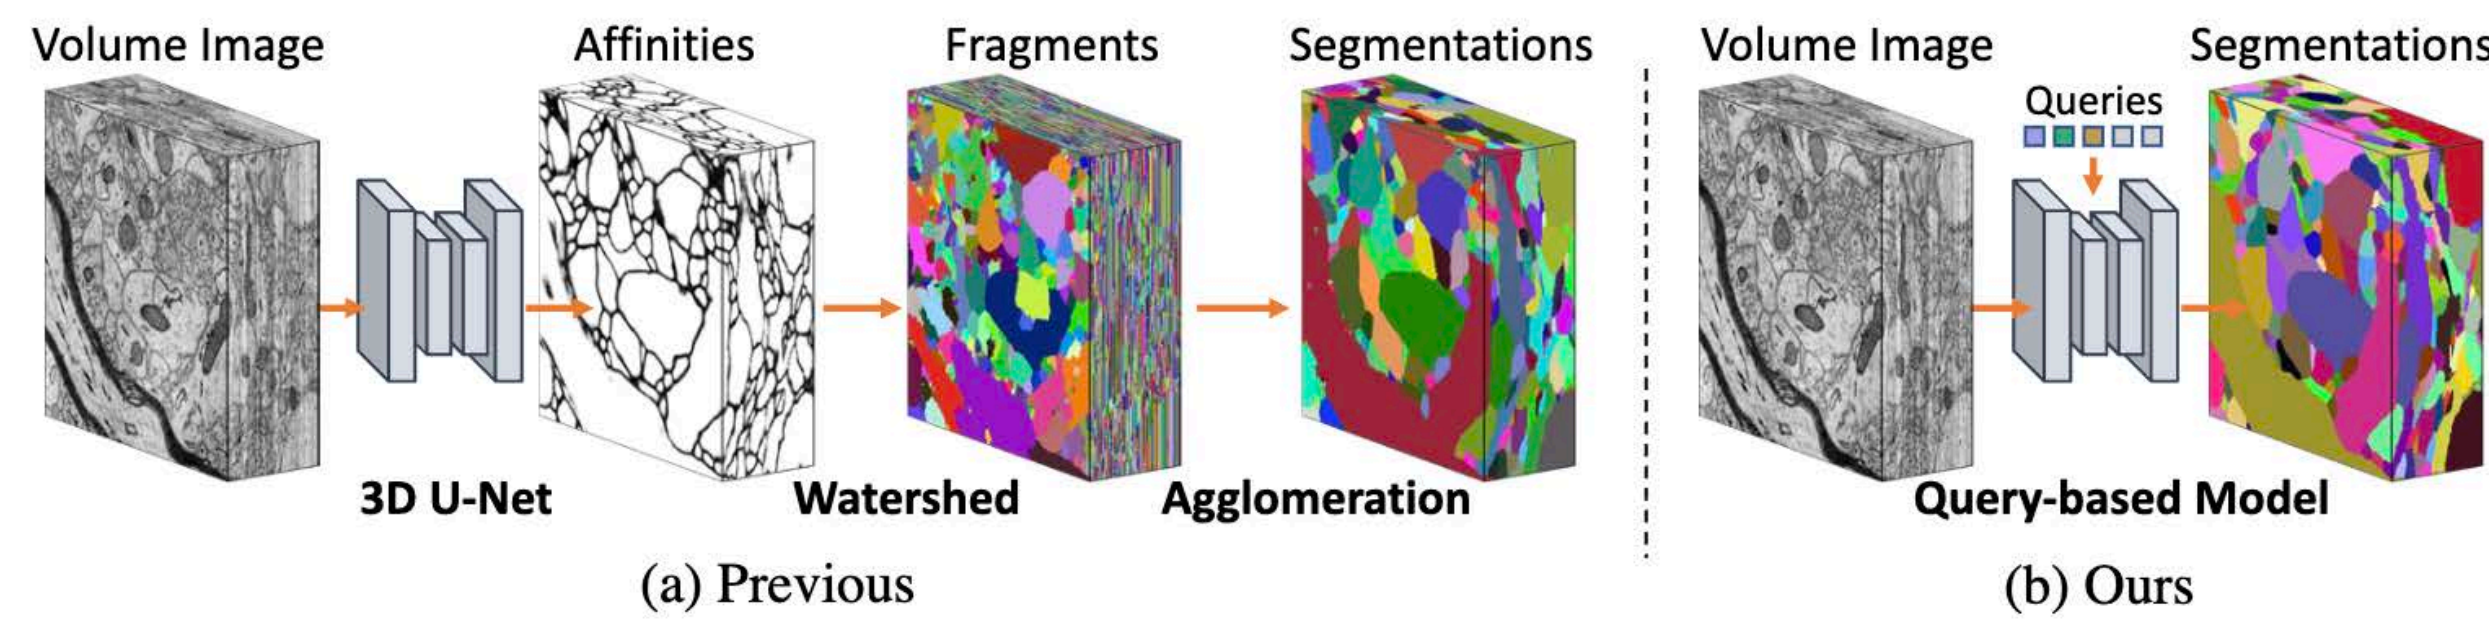 Volume Image
Affinities
Fragments
Segmentations
3D U-Net
Watershed
Agglomeration
(a) Previous
Volume Image
Queries
Segmentations
Query-based Model
(b) Ours